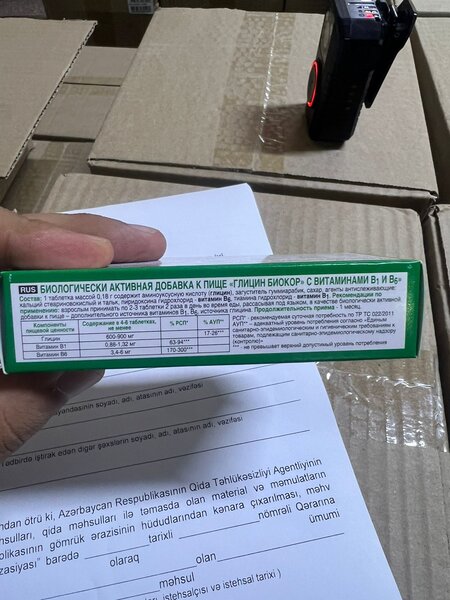 RUS БИОЛОГИЧЕСКИ АКТИВНАЯ ДОБАВКА К ПИЩЕ «ГЛИЦИН БИОКОР» С ВИТАМИНАМИ B1 И B6*
Состав: 1 таблетка массой 0,18 г содержит аминоуксусную кислоту (глицин), загуститель гуммиарабик, сахар, агенты антислеживающие:
кальций стеариновокислый и тальк, пиридоксина гидрохлорид - витамин B6, тиамина гидрохлорид - витамин B1. Рекомендации по
применению: взрослым принимать по 2-3 таблетки 2 раза в день во время еды, рассасывая под языком, в качестве биологически активной
добавки к пище – дополнительного источника витаминов B1, B6, источника глицина. Продолжительность приема - 1 месяц.
Компоненты пищевой ценности Содержание в 4-6 таблетках, не менее % РСП* % АУП**
Глицин 600-900 мг 17-26***
Витамин B1 0,88-1,32 мг 63-94***
Витамин B6 3,4-6 мг 170-300***
РСП* - рекомендуемая суточная потребность по ТР ТС 022/2011
АУП** – адекватный уровень потребления согласно «Единым
санитарно-эпидемиологическим и гигиеническим требованиям к
товарам, подлежащим санитарно-эпидемиологическому надзору
(контролю)»
*** - не превышает верхний допустимый уровень потребления
soyadı, adı, atasının adı, vəzifəsi
Tədbirdə iştirak edən digər şəxslərin soyadı, adı, atasının adı, vəzifəsi
ndan ötrü ki, Azərbaycan Respublikasının Qida Təhlükəsizliyi Agentliyinin
hsulları, qida məhsulları ilə təmasda olan material və məmulatların
blikasının gömrük ərazisinin hüdudlarından kənara çıxarılması, məhv
zasiyası” barədə tarixli nömrəli Qərarına
olaraq olan ümumi
məhsul
istehsalçısı və istehsal tarixi )